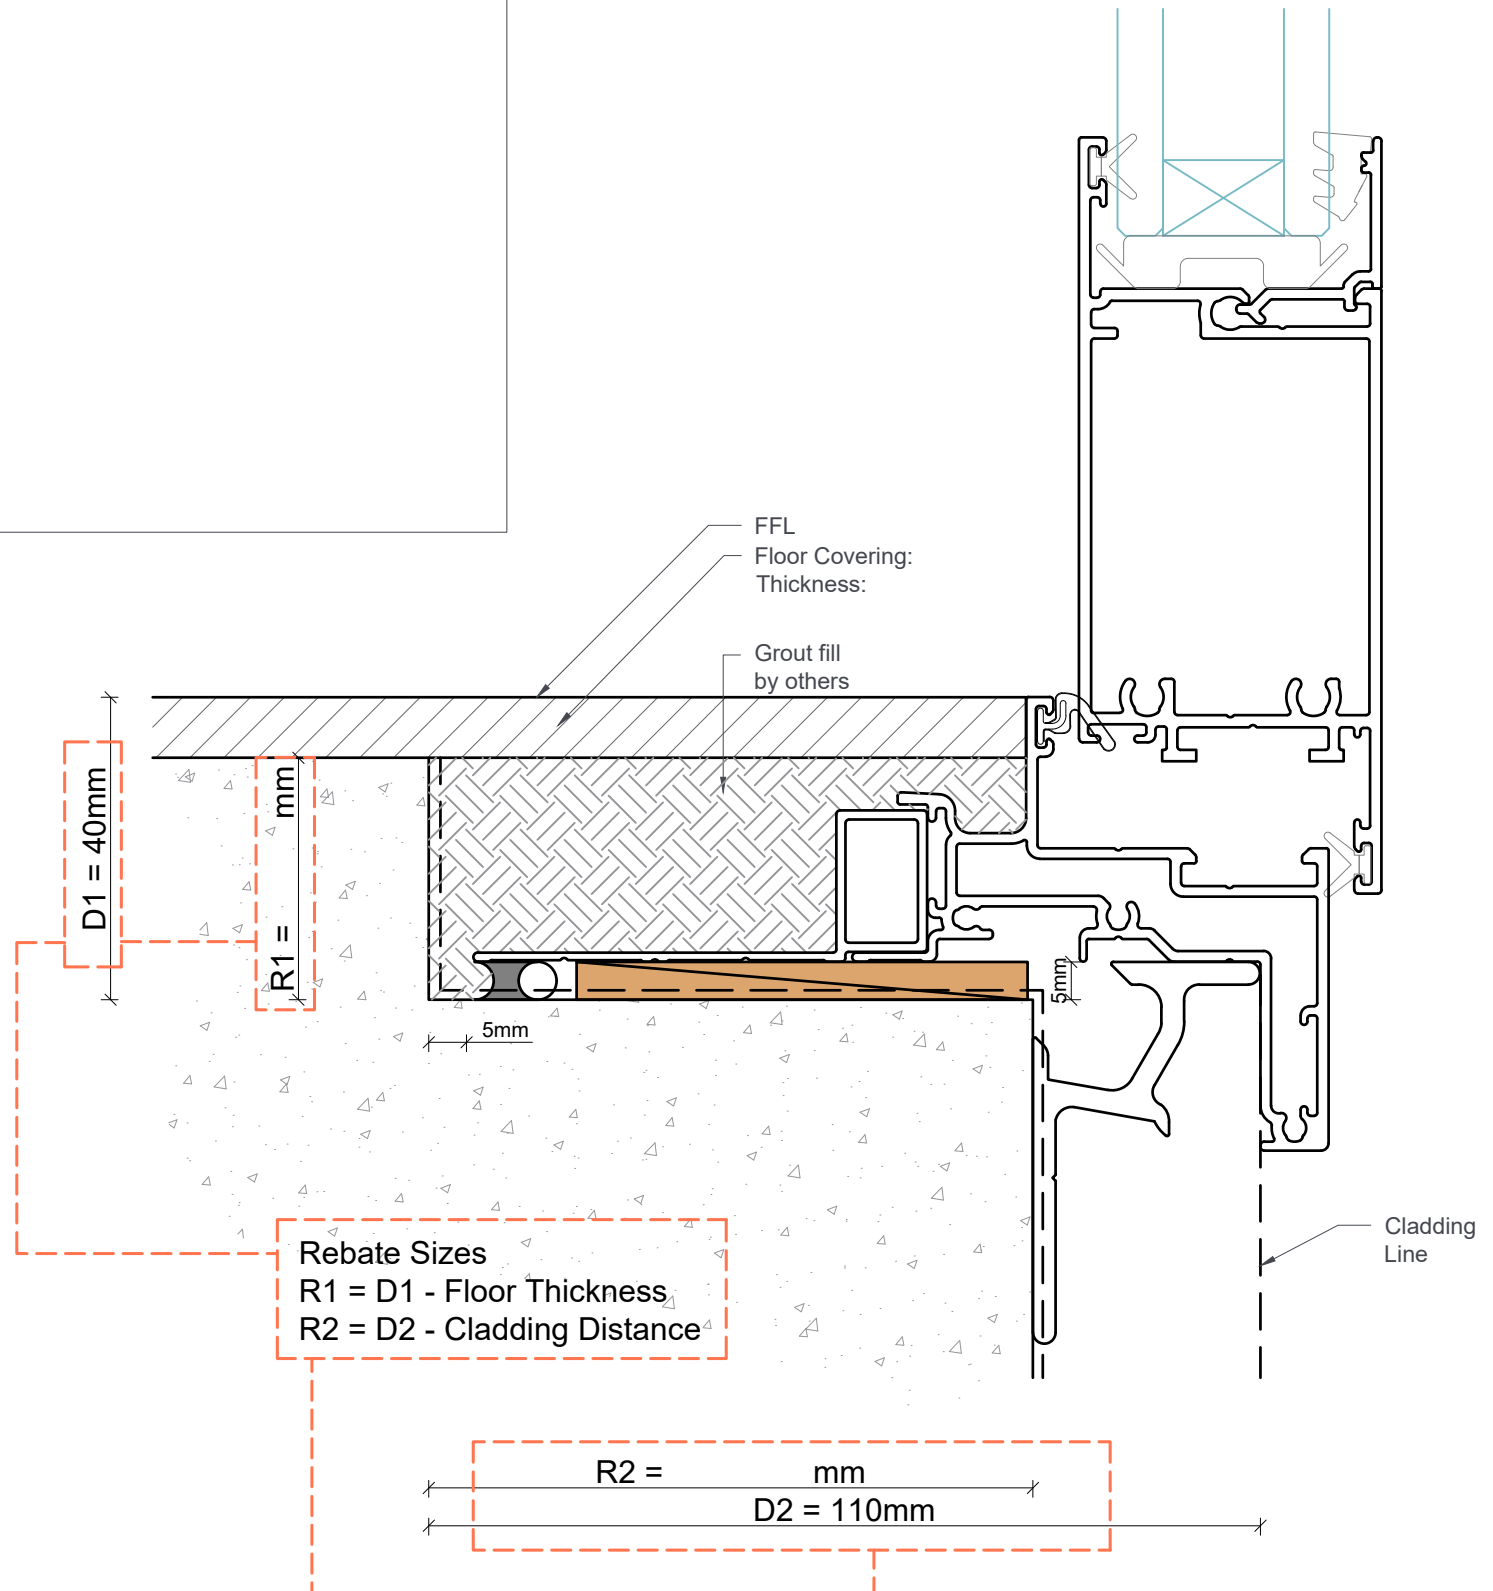 FFL
Floor Covering:
Thickness:
Grout fill
by others
D1 = 40mm
R1 = mm
5mm
5mm
Cladding
Line
Rebate Sizes
R1 = D1 - Floor Thickness
R2 = D2 - Cladding Distance
R2 = mm
D2 = 110mm